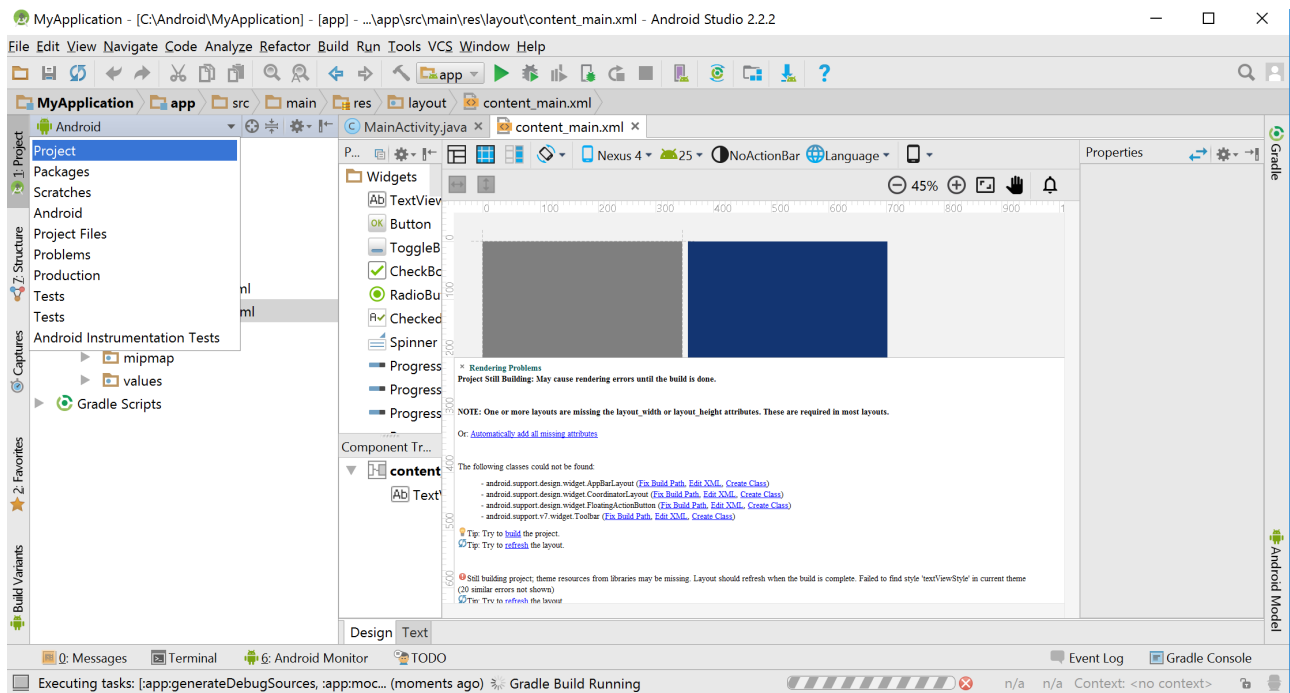 MyApplication - [C:\Android\MyApplication] - [app] - ...\app\src\main\res\layout\content_main.xml - Android Studio 2.2.2
File Edit View Navigate Code Analyze Refactor Build Run Tools VCS Window Help
app
MyApplication app src main res layout content_main.xml
Android
MainActivity.java
content_main.xml
1: Project
Z: Structure
Captures
2: Favorites
Build Variants
Project
Packages
Scratches
Android
Project Files
Problems
Production
Tests
Tests
Android Instrumentation Tests
ml
ml
mipmap
values
Gradle Scripts
P...
Nexus 4 25 NoActionBar Language
45%
Widgets
Ab TextView
OK Button
ToggleB
CheckBo
RadioBu
Checked
Spinner
Progress
Progress
Progress
Component Tr...
content
Ab Text
0 100 200 300 400 500 600 700 800 900 1
0
100
200
300
400
500
600
Rendering Problems
Project Still Building: May cause rendering errors until the build is done.
NOTE: One or more layouts are missing the layout_width or layout_height attributes. These are required in most layouts.
Or: Automatically add all missing attributes
The following classes could not be found:
- android.support.design.widget.AppBarLayout (Fix Build Path, Edit XML, Create Class)
- android.support.design.widget.CoordinatorLayout (Fix Build Path, Edit XML, Create Class)
- android.support.design.widget.FloatingActionButton (Fix Build Path, Edit XML, Create Class)
- android.support.v7.widget.Toolbar (Fix Build Path, Edit XML, Create Class)
Tip: Try to build the project.
Tip: Try to refresh the layout.
Still building project; theme resources from libraries may be missing. Layout should refresh when the build is complete. Failed to find style 'textViewStyle' in current theme
(20 similar errors not shown)
Tip: Try to refresh the layout
Design Text
Properties
Gradle
Android Model
0: Messages Terminal 6: Android Monitor TODO Event Log Gradle Console
Executing tasks: [:app:generateDebugSources, :app:moc... (moments ago) Gradle Build Running n/a n/a Context: <no context>